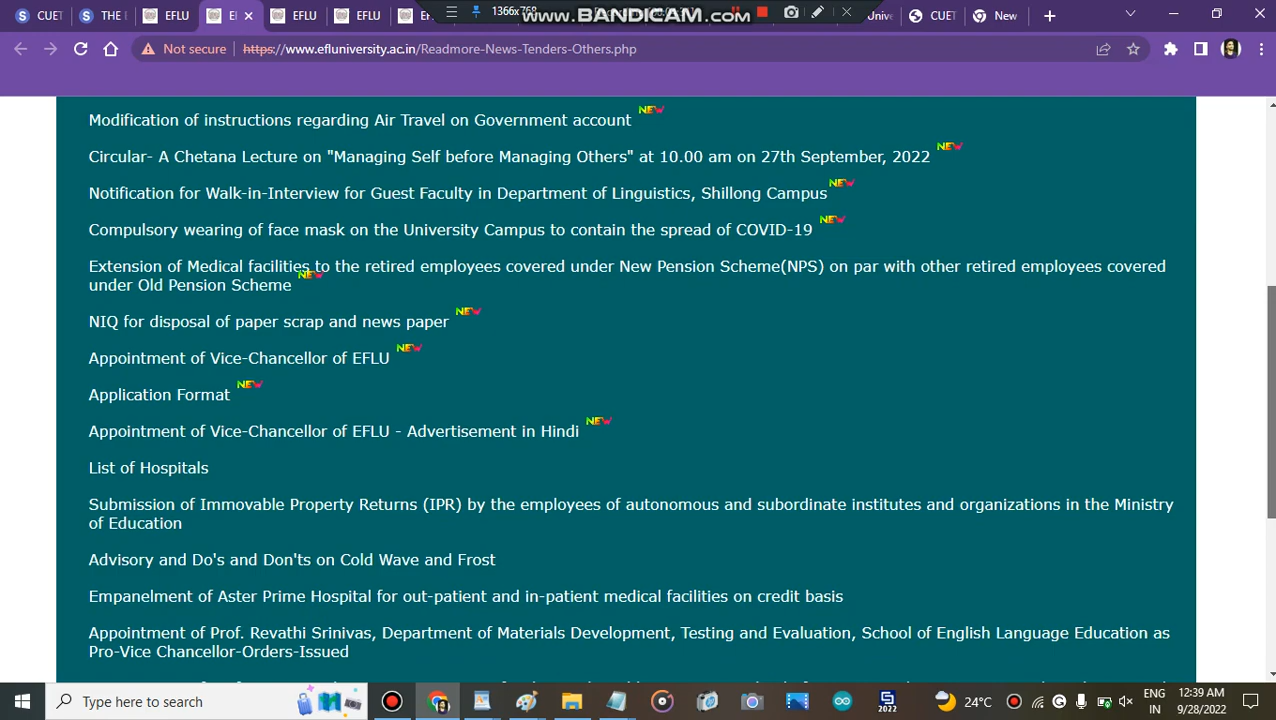 CUET
THE I
EFLU
EF
EFLU
EFLU
1366x768
www.BANDICAM.com
CUET
New
Not secure https://www.efluniversity.ac.in/Readmore-News-Tenders-Others.php
Modification of instructions regarding Air Travel on Government account NEW
Circular- A Chetana Lecture on "Managing Self before Managing Others" at 10.00 am on 27th September, 2022 NEW
Notification for Walk-in-Interview for Guest Faculty in Department of Linguistics, Shillong Campus NEW
Compulsory wearing of face mask on the University Campus to contain the spread of COVID-19 NEW
Extension of Medical facilities to the retired employees covered under New Pension Scheme(NPS) on par with other retired employees covered
under Old Pension Scheme NEW
NIQ for disposal of paper scrap and news paper NEW
Appointment of Vice-Chancellor of EFLU NEW
Application Format NEW
Appointment of Vice-Chancellor of EFLU - Advertisement in Hindi NEW
List of Hospitals
Submission of Immovable Property Returns (IPR) by the employees of autonomous and subordinate institutes and organizations in the Ministry
of Education
Advisory and Do's and Don'ts on Cold Wave and Frost
Empanelment of Aster Prime Hospital for out-patient and in-patient medical facilities on credit basis
Appointment of Prof. Revathi Srinivas, Department of Materials Development, Testing and Evaluation, School of English Language Education as
Pro-Vice Chancellor-Orders-Issued
Type here to search
2022
24°C
ENG
IN
12:39 AM
9/28/2022